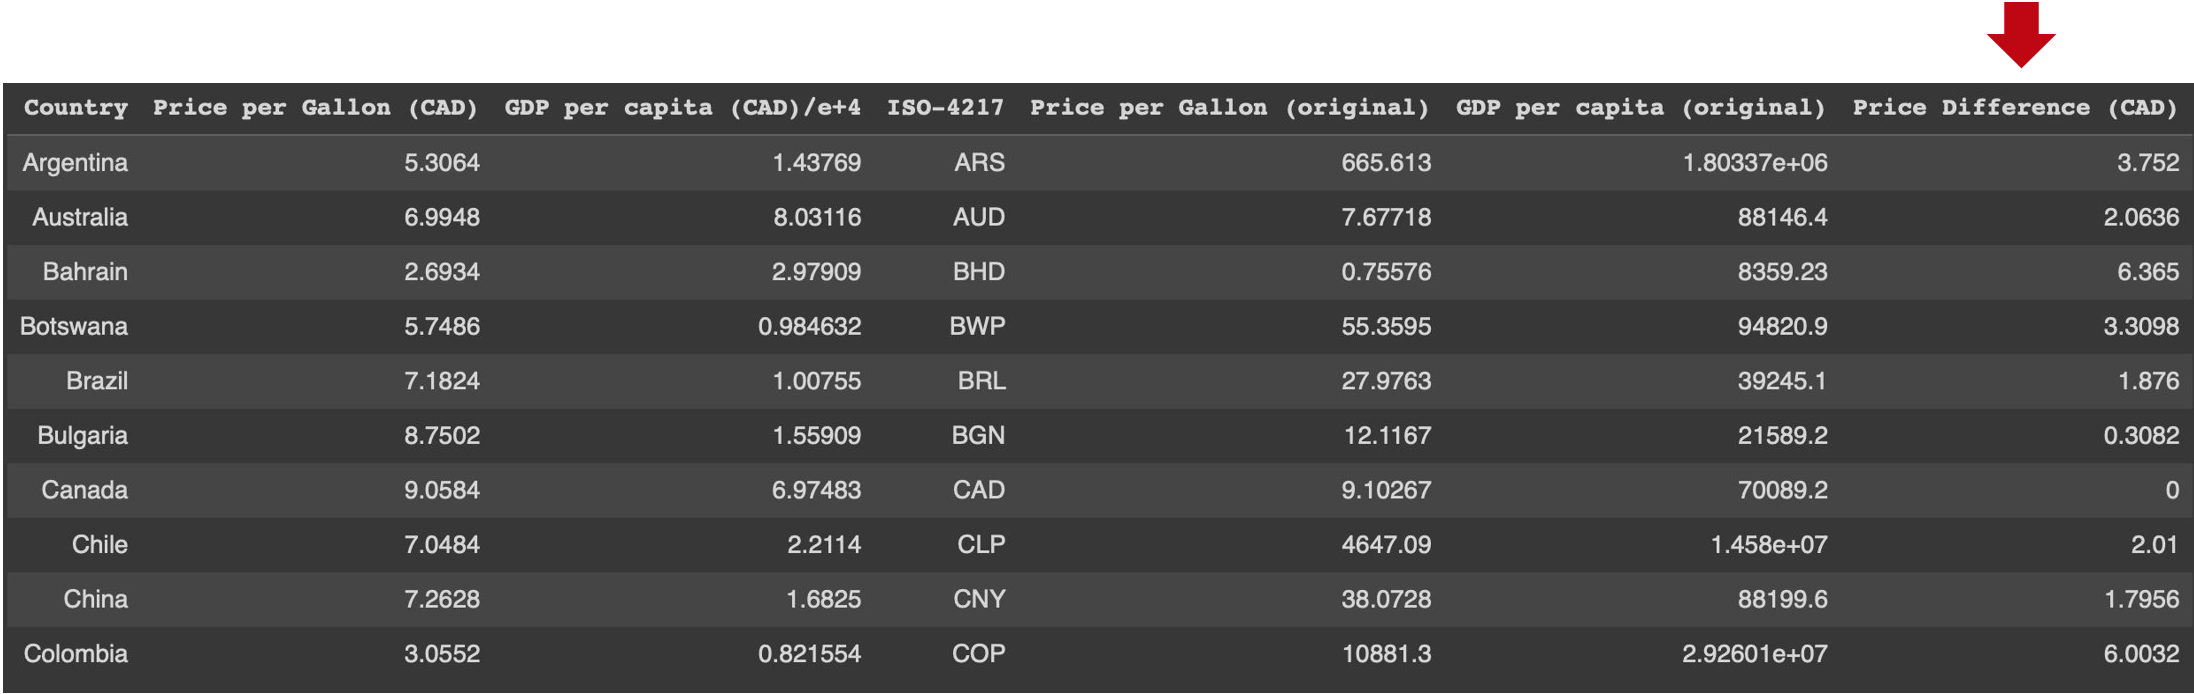 Country Price per Gallon (CAD) GDP per capita (CAD)/e+4 ISO-4217 Price per Gallon (original) GDP per capita (original) Price Difference (CAD)
Argentina 5.3064 1.43769 ARS 665.613 1.80337e+06 3.752
Australia 6.9948 8.03116 AUD 7.67718 88146.4 2.0636
Bahrain 2.6934 2.97909 BHD 0.75576 8359.23 6.365
Botswana 5.7486 0.984632 BWP 55.3595 94820.9 3.3098
Brazil 7.1824 1.00755 BRL 27.9763 39245.1 1.876
Bulgaria 8.7502 1.55909 BGN 12.1167 21589.2 0.3082
Canada 9.0584 6.97483 CAD 9.10267 70089.2 0
Chile 7.0484 2.2114 CLP 4647.09 1.458e+07 2.01
China 7.2628 1.6825 CNY 38.0728 88199.6 1.7956
Colombia 3.0552 0.821554 COP 10881.3 2.92601e+07 6.0032